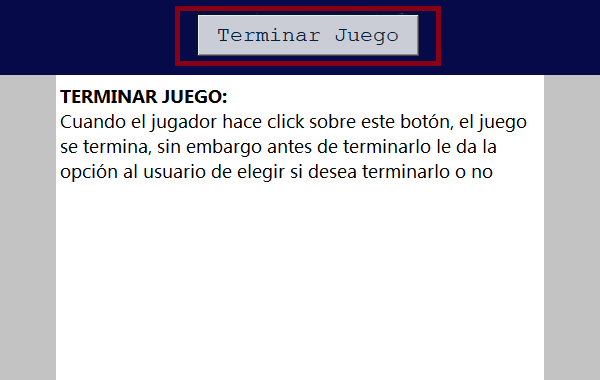 Terminar Juego
TERMINAR JUEGO:
Cuando el jugador hace click sobre este botón, el juego
se termina, sin embargo antes de terminarlo le da la
opción al usuario de elegir si desea terminarlo o no